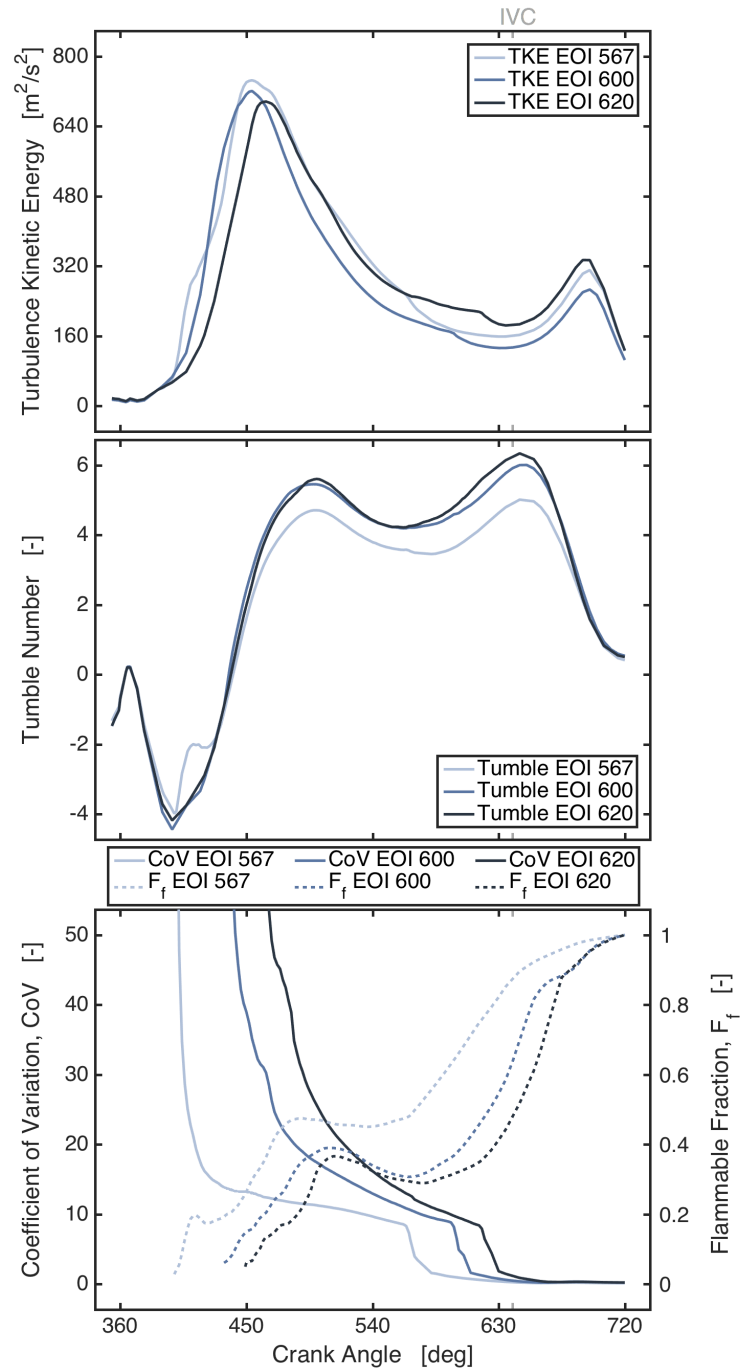 IVC
800
640
480
320
160
0
Turbulence Kinetic Energy [m²/s²]
TKE EOI 567
TKE EOI 600
TKE EOI 620
6
4
2
0
-2
-4
Tumble Number [-]
Tumble EOI 567
Tumble EOI 600
Tumble EOI 620
CoV EOI 567 CoV EOI 600 CoV EOI 620
F_f EOI 567 F_f EOI 600 F_f EOI 620
50
40
30
20
10
0
Coefficient of Variation, CoV [-]
1
0.8
0.6
0.4
0.2
0
Flammable Fraction, F_f [-]
360 450 540 630 720
Crank Angle [deg]